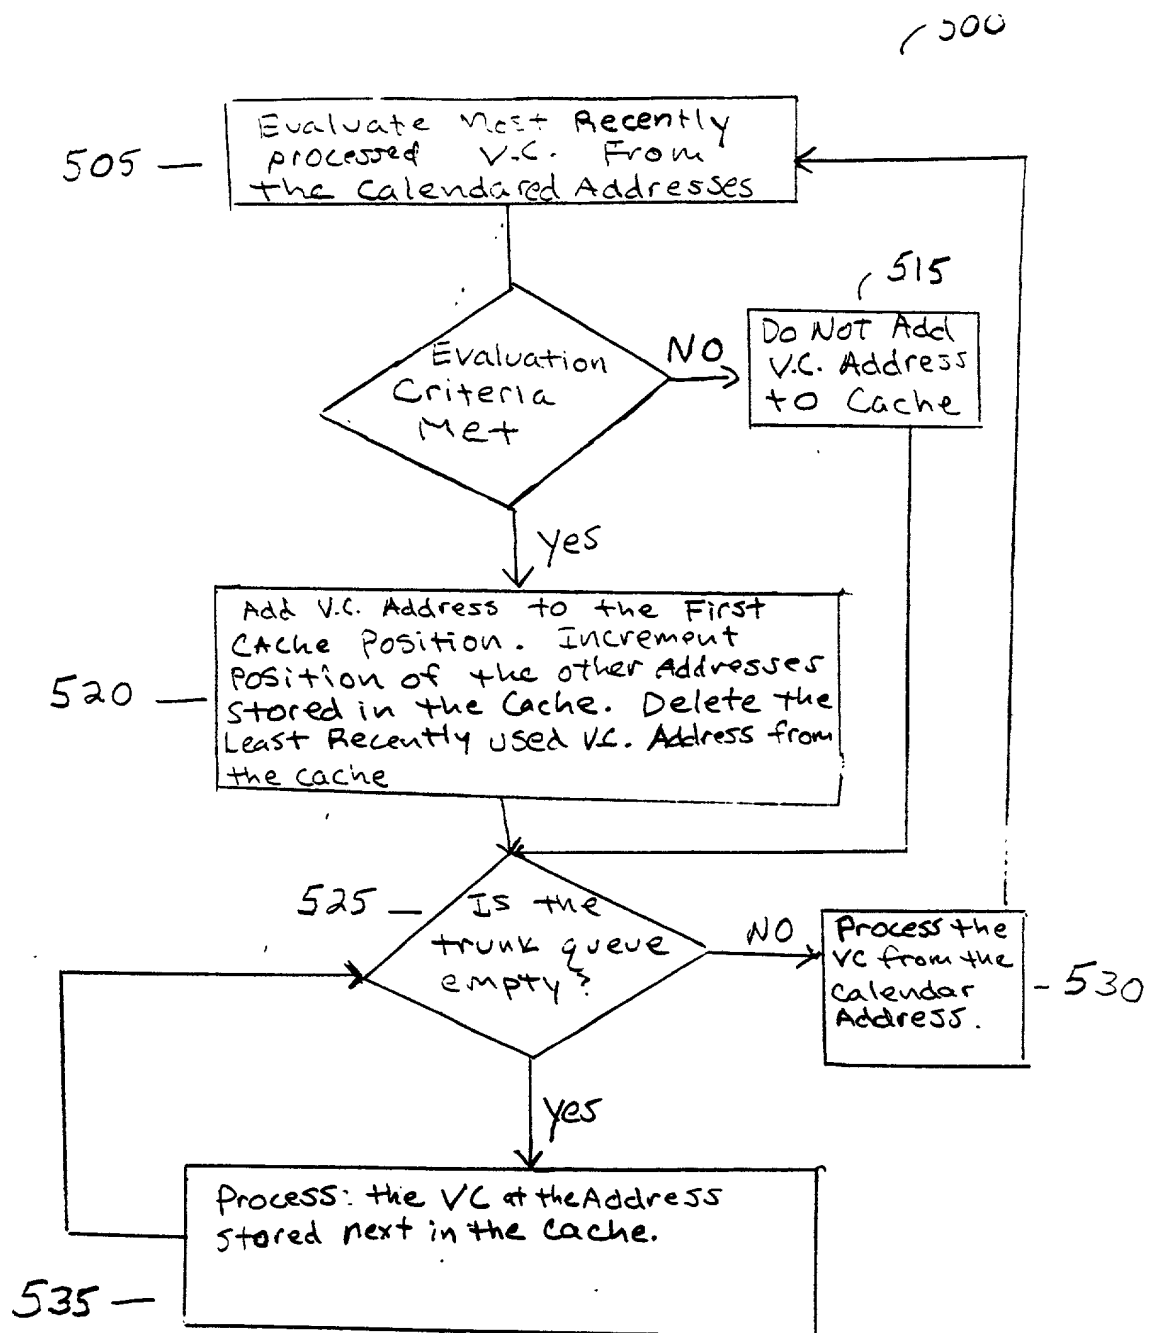 500
Evaluate Most Recently
505 —
processed V.C. From
the Calendared Addresses
515
Do NOT Add
V.C. Address
to Cache
NO
Evaluation
Criteria
Met
yes
Add V.C. Address to the First
CAche Position. Increment
Position of the other Addresses
520 —
Stored in the Cache. Delete the
Least Recently used V.C. Address from
the cache
525 —
Is the
trunk queue
empty?
NO
Process the
VC from the
Calendar
Address.
- 530
yes
Process: the VC at the Address
stored next in the Cache.
535 —